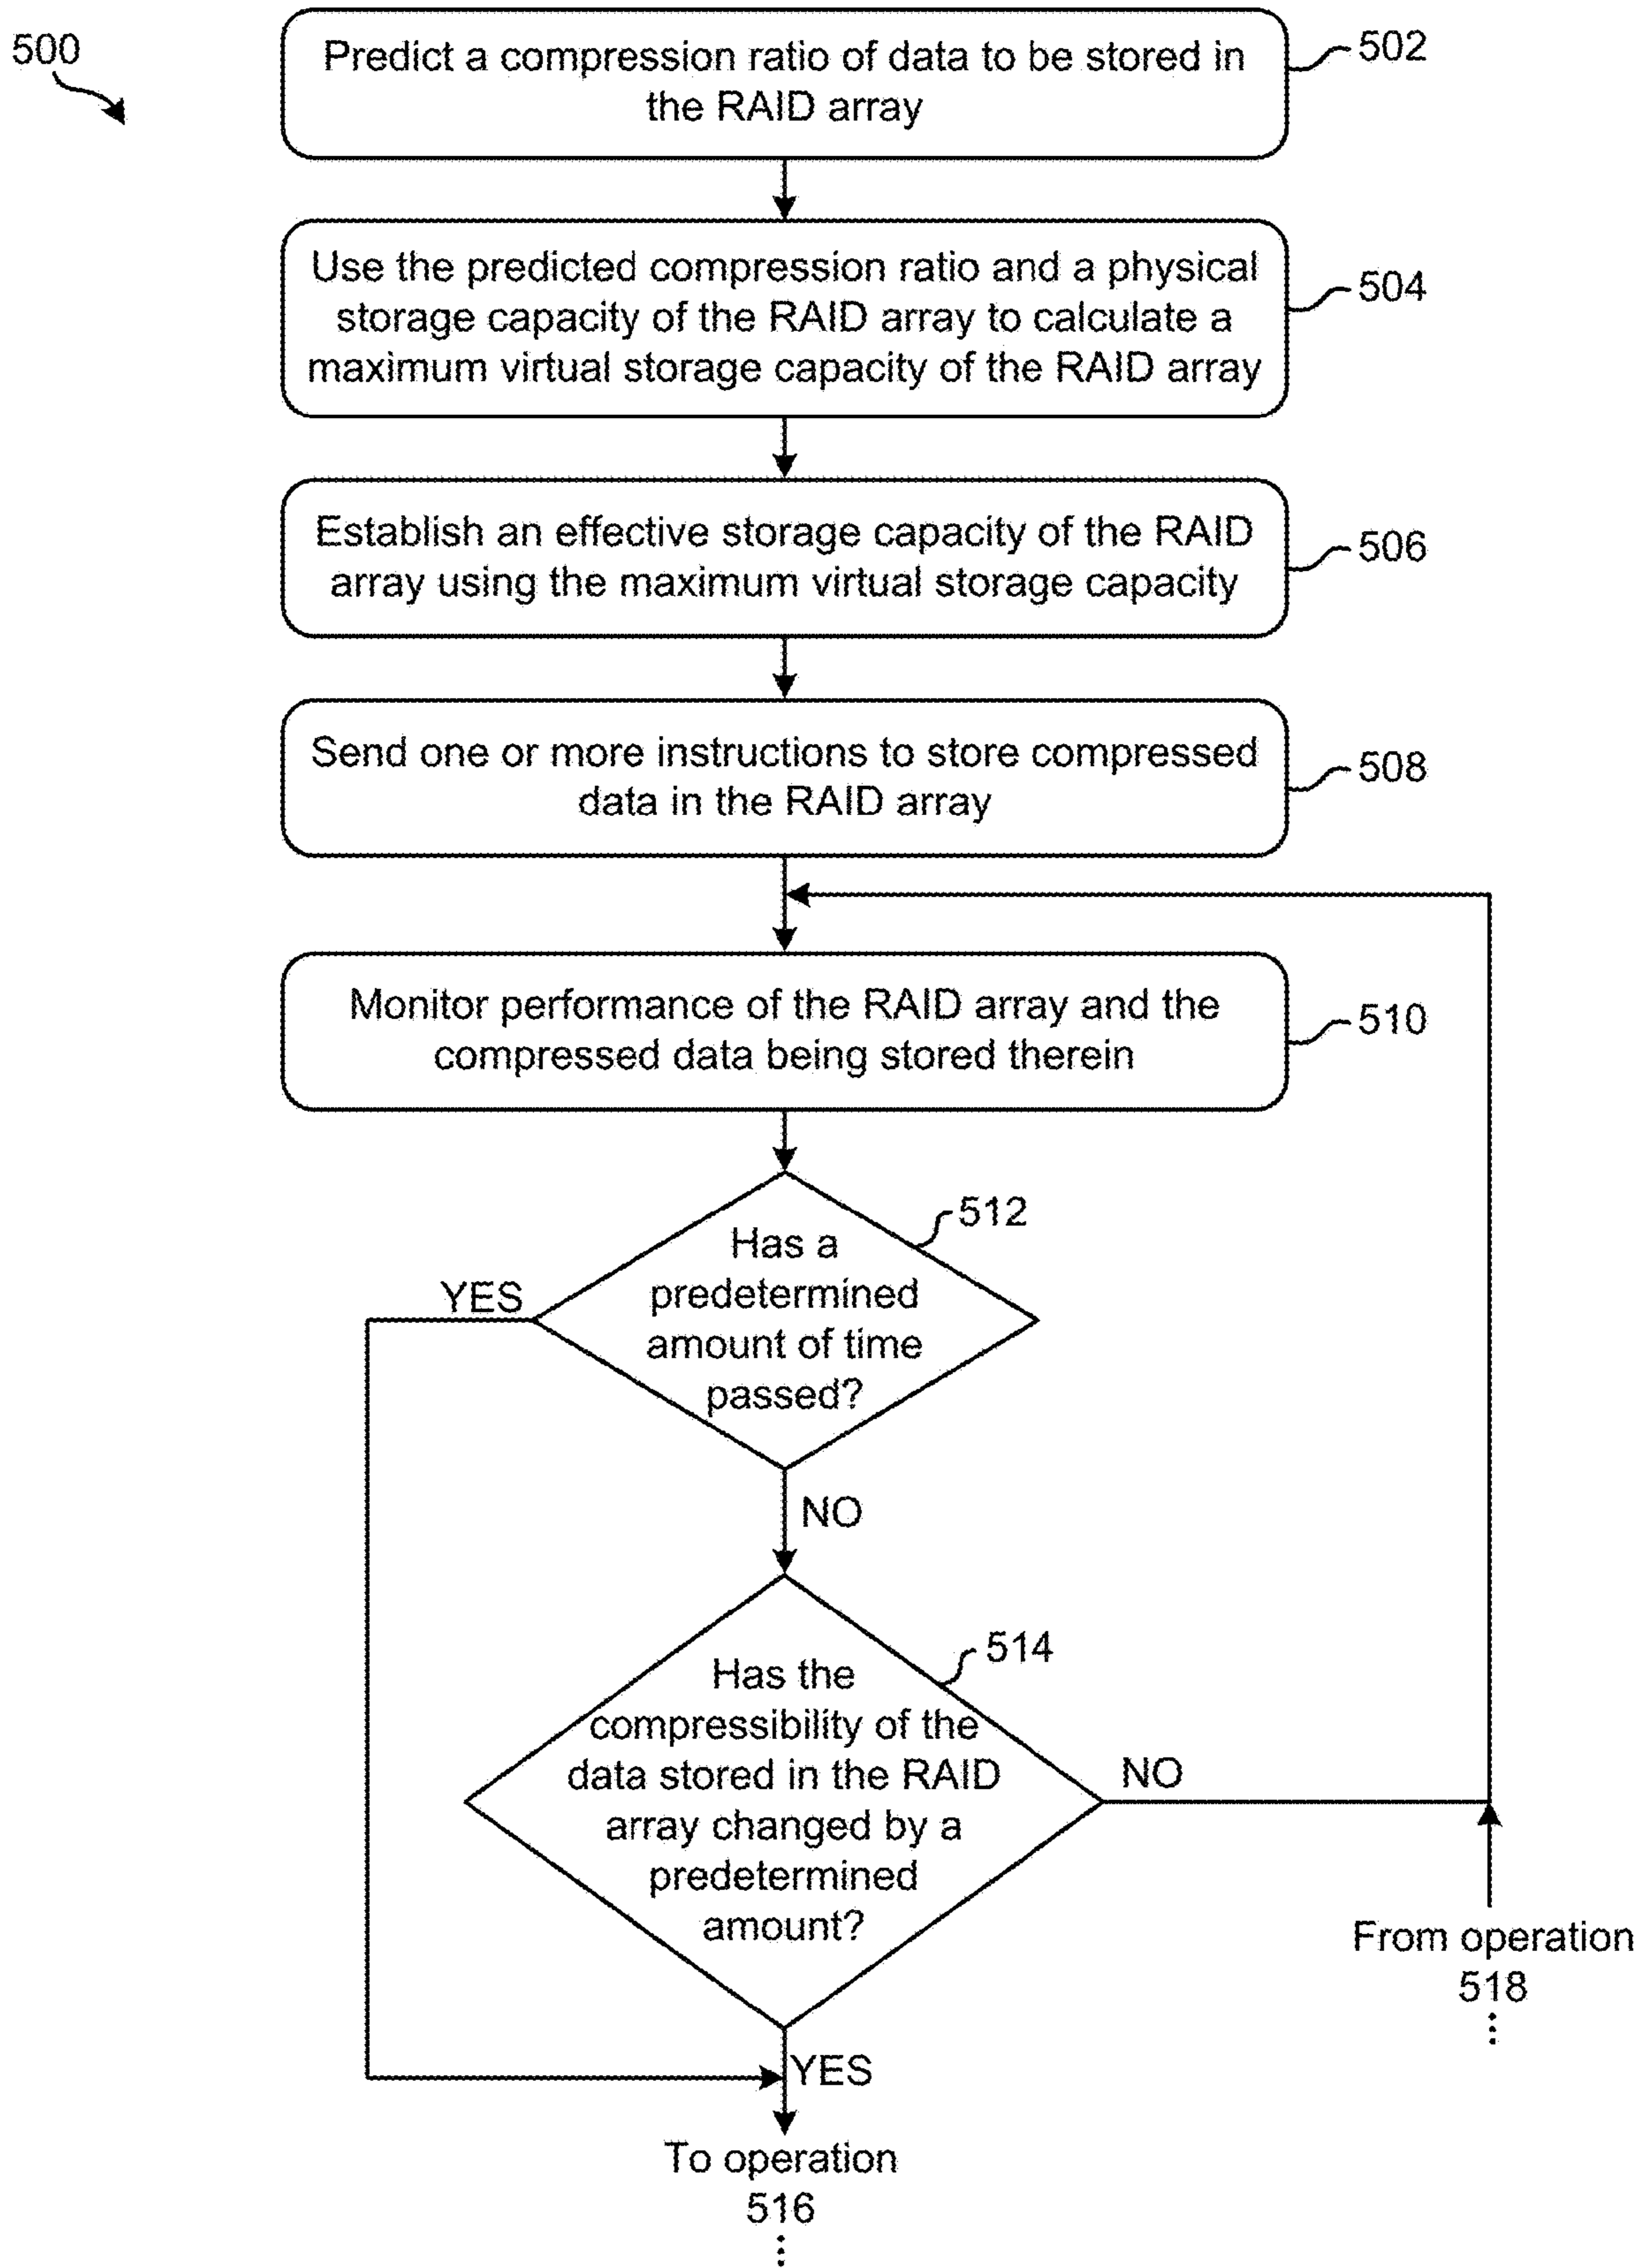 500
Predict a compression ratio of data to be stored in
the RAID array
502
Use the predicted compression ratio and a physical
storage capacity of the RAID array to calculate a
maximum virtual storage capacity of the RAID array
504
Establish an effective storage capacity of the RAID
array using the maximum virtual storage capacity
506
Send one or more instructions to store compressed
data in the RAID array
508
Monitor performance of the RAID array and the
compressed data being stored therein
510
512
Has a
predetermined
amount of time
passed?
YES
NO
514
Has the
compressibility of the
data stored in the RAID
array changed by a
predetermined
amount?
NO
From operation
518
⋮
YES
To operation
516
⋮